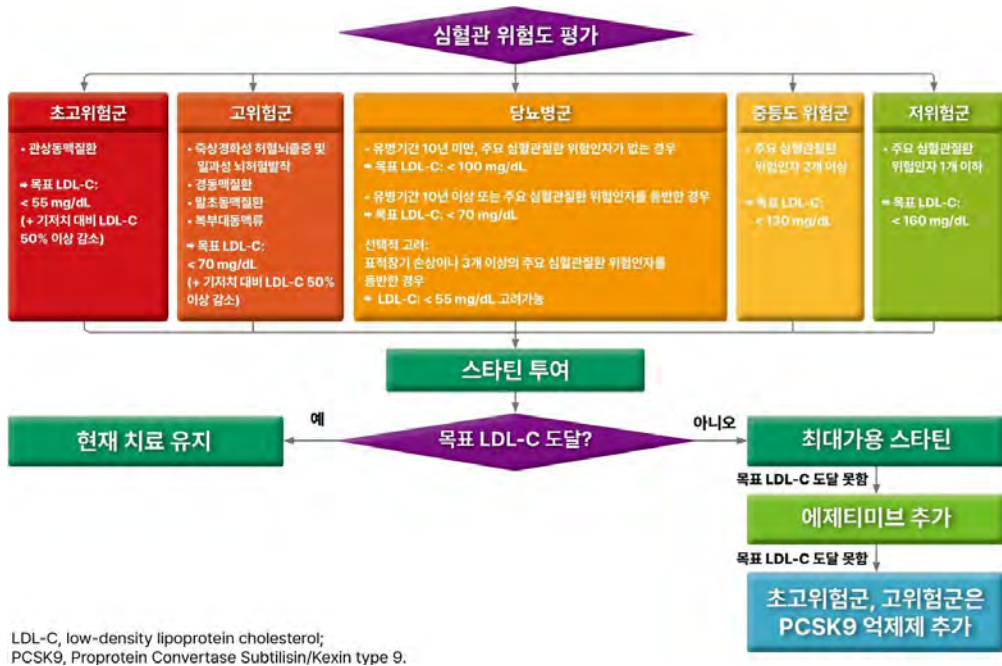 심혈관 위험도 평가
초고위험군
• 관상동맥질환
➡ 목표 LDL-C:
< 55 mg/dL
(+ 기저치 대비 LDL-C
50% 이상 감소)
고위험군
• 죽상경화성 허혈뇌졸중 및
일과성 뇌허혈발작
• 경동맥질환
• 말초동맥질환
• 복부대동맥류
➡ 목표 LDL-C:
< 70 mg/dL
(+ 기저치 대비 LDL-C 50%
이상 감소)
당뇨병군
• 유병기간 10년 미만, 주요 심혈관질환 위험인자가 없는 경우
➡ 목표 LDL-C: < 100 mg/dL
• 유병기간 10년 이상 또는 주요 심혈관질환 위험인자를 동반한 경우
➡ 목표 LDL-C: < 70 mg/dL
선택적 고려:
표적장기 손상이나 3개 이상의 주요 심혈관질환 위험인자를
동반한 경우
➡ LDL-C: < 55 mg/dL 고려가능
중등도 위험군
• 주요 심혈관질환
위험인자 2개 이상
➡ 목표 LDL-C:
< 130 mg/dL
저위험군
• 주요 심혈관질환
위험인자 1개 이하
➡ 목표 LDL-C:
< 160 mg/dL
스타틴 투여
현재 치료 유지
예
목표 LDL-C 도달?
아니오
최대가용 스타틴
목표 LDL-C 도달 못함
에제티미브 추가
목표 LDL-C 도달 못함
초고위험군, 고위험군은
PCSK9 억제제 추가
LDL-C, low-density lipoprotein cholesterol;
PCSK9, Proprotein Convertase Subtilisin/Kexin type 9.